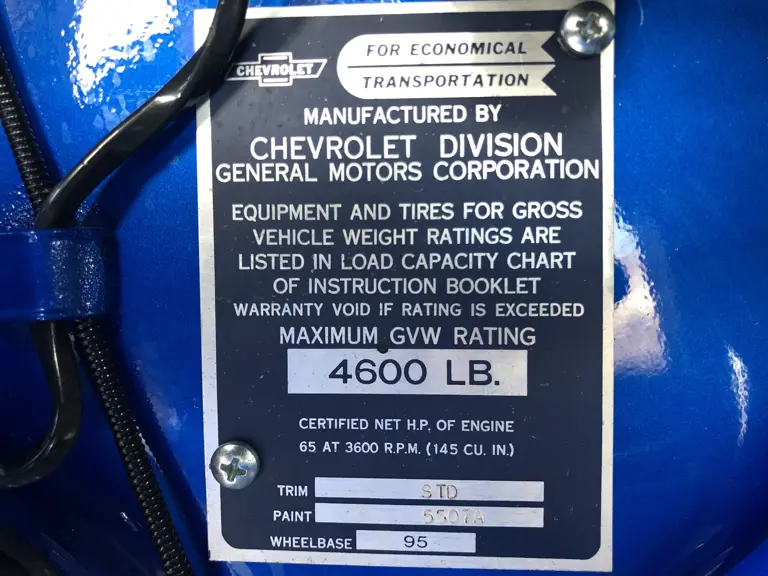 CHEVROLET
FOR ECONOMICAL
TRANSPORTATION
MANUFACTURED BY
CHEVROLET DIVISION
GENERAL MOTORS CORPORATION
EQUIPMENT AND TIRES FOR GROSS
VEHICLE WEIGHT RATINGS ARE
LISTED IN LOAD CAPACITY CHART
OF INSTRUCTION BOOKLET
WARRANTY VOID IF RATING IS EXCEEDED
MAXIMUM GVW RATING
4600 LB.
CERTIFIED NET H.P. OF ENGINE
65 AT 3600 R.P.M. (145 CU. IN.)
TRIM STD
PAINT 5507A
WHEELBASE 95